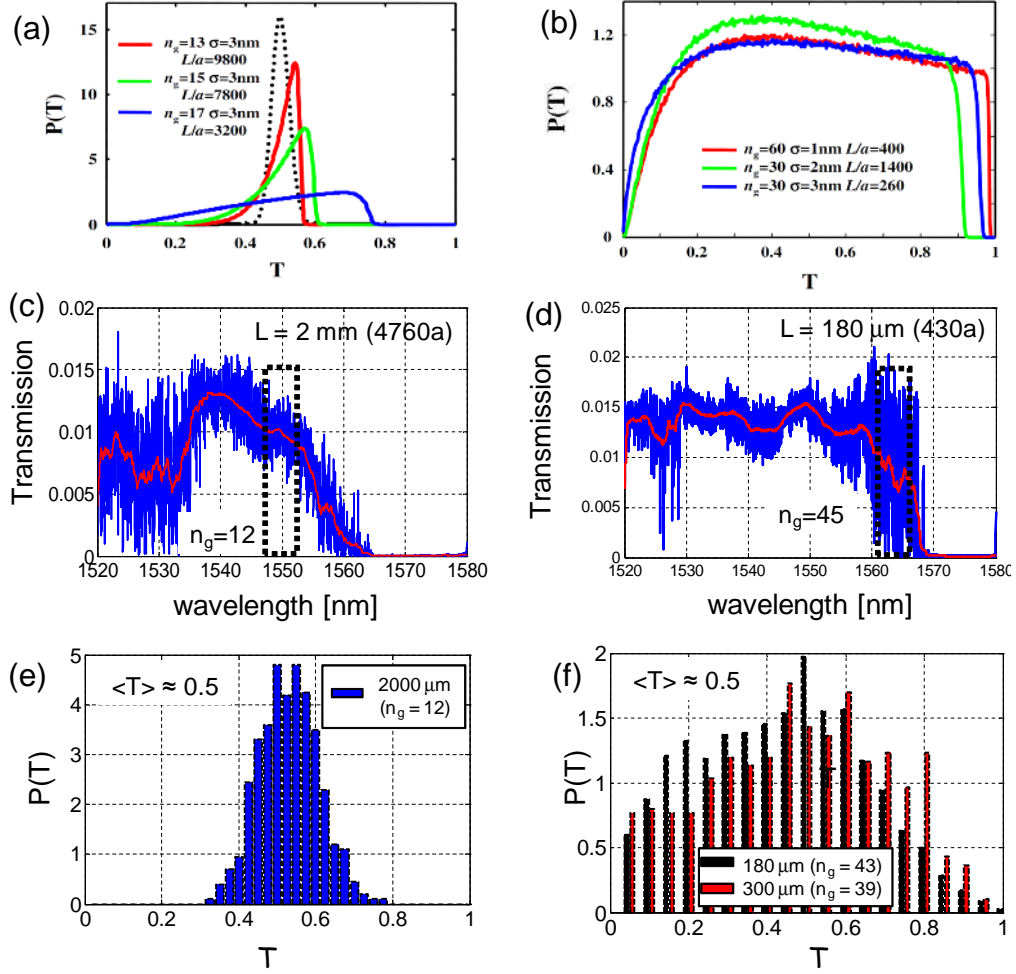 (a)
15
10
5
0
P(T)
n_g=13 σ=3nm
L/a=9800
n_g=15 σ=3nm
L/a=7800
n_g=17 σ=3nm
L/a=3200
0 0.2 0.4 0.6 0.8 1
T
(b)
1.2
0.9
0.6
0.3
0
P(T)
n_g=60 σ=1nm L/a=400
n_g=30 σ=2nm L/a=1400
n_g=30 σ=3nm L/a=260
0 0.2 0.4 0.6 0.8 1
T
(c)
L = 2 mm (4760a)
0.02
0.015
0.01
0.005
0
Transmission
n_g=12
1520 1530 1540 1550 1560 1570 1580
wavelength [nm]
(d)
L = 180 μm (430a)
0.025
0.02
0.015
0.01
0.005
0
Transmission
n_g=45
1520 1530 1540 1550 1560 1570 1580
wavelength [nm]
(e)
<T> ≈ 0.5
2000 μm
(n_g = 12)
5
4
3
2
1
0
P(T)
0 0.2 0.4 0.6 0.8 1
T
(f)
<T> ≈ 0.5
2
1.5
1
0.5
0
P(T)
180 μm (n_g = 43)
300 μm (n_g = 39)
0 0.2 0.4 0.6 0.8 1
T